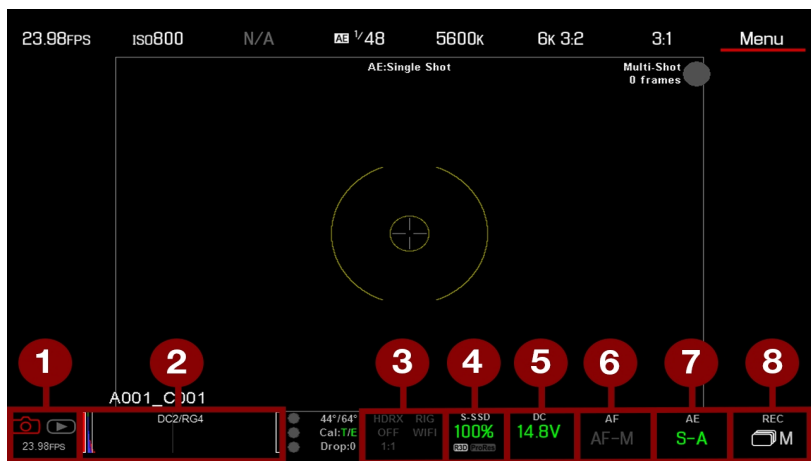 23.98FPS ISO800 N/A AE 1/48 5600K 6K 3:2 3:1 Menu
AE:Single Shot
Multi-Shot
0 frames
1 2 3 4 5 6 7 8
A001_C001
23.98FPS
DC2/RG4
44°/64°
Cal:T/E
Drop:0
HDRX RIG
OFF WIFI
1:1
S-SSD
100%
R3D ProRes
DC
14.8V
AF
AF-M
AE
S-A
REC
M